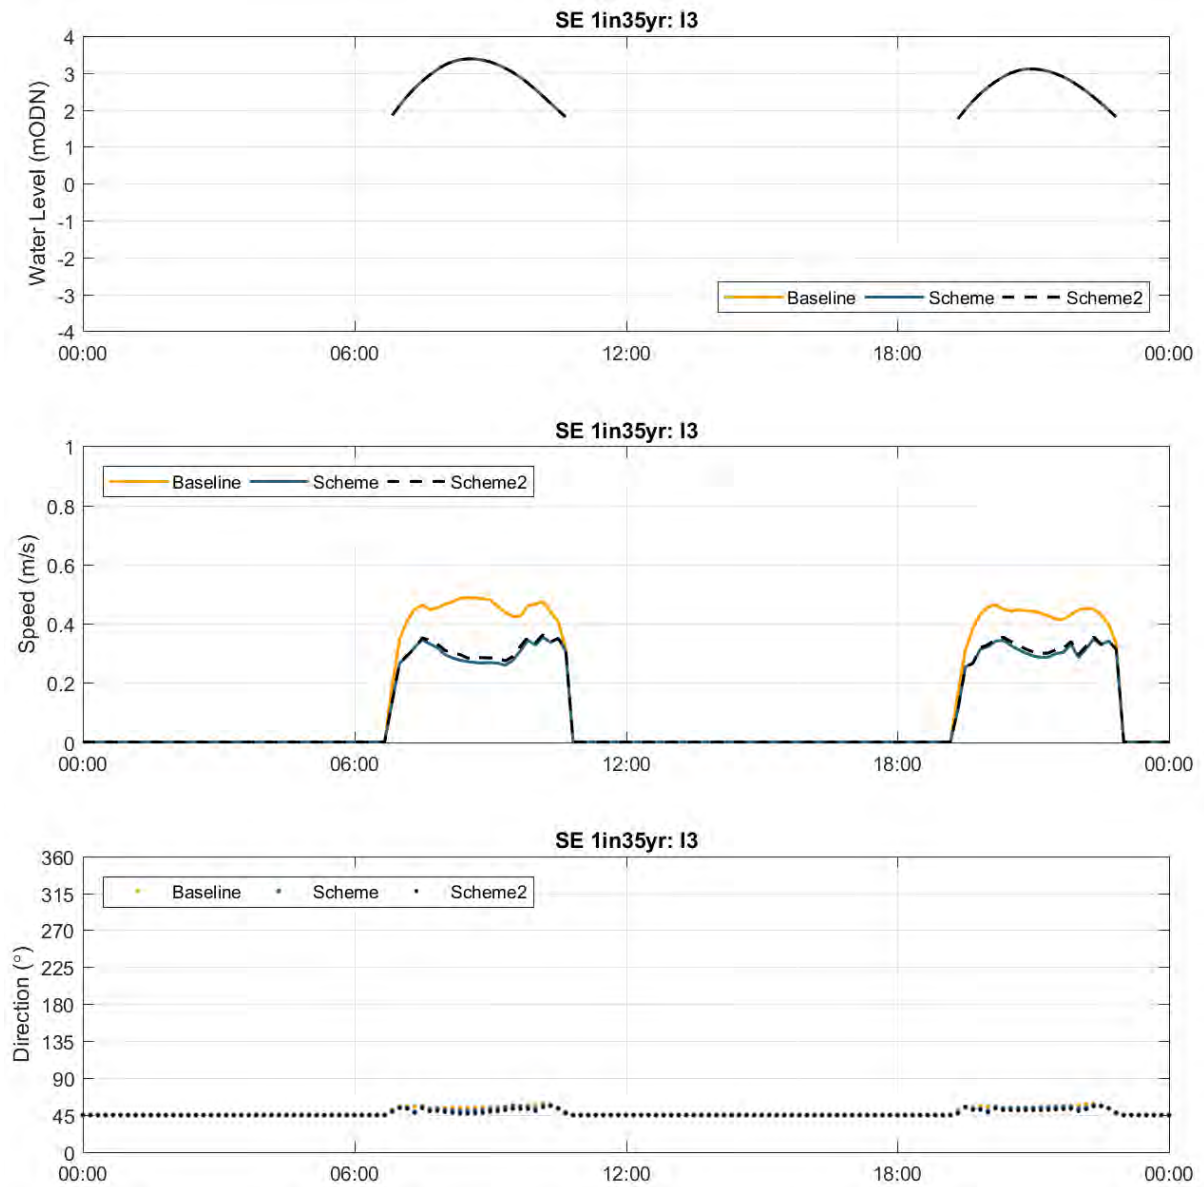 SE 1in35yr: I3
4
3
2
1
0
-1
-2
-3
-4
Water Level (mODN)
Baseline Scheme Scheme2
00:00 06:00 12:00 18:00 00:00
SE 1in35yr: I3
1
0.8
0.6
0.4
0.2
0
Speed (m/s)
Baseline Scheme Scheme2
00:00 06:00 12:00 18:00 00:00
SE 1in35yr: I3
360
315
270
225
180
135
90
45
0
Direction (°)
Baseline Scheme Scheme2
00:00 06:00 12:00 18:00 00:00